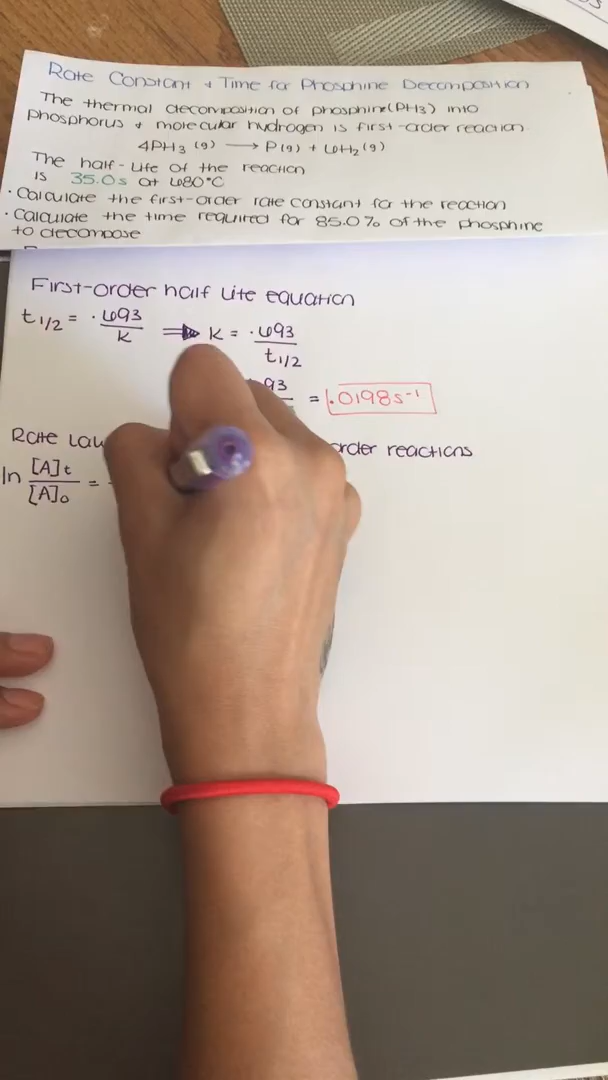 Rate Constant + Time for Phosphine Decomposition
The thermal decomposition of phosphine (PH3) into
phosphorus + molecular hydrogen is first-order reaction.
4PH3 (g) → P(g) + 6H2 (g)
The half-life of the reaction
is 35.0s at 680°C
· Calculate the first-order rate constant for the reaction
· Calculate the time required for 85.0% of the phosphine
to decompose
First-order half life equation
t1/2 = .693/k ⇒ k = .693/t1/2
93 = .0198s⁻¹
Rate Law order reactions
ln [A]t/[A]0 =